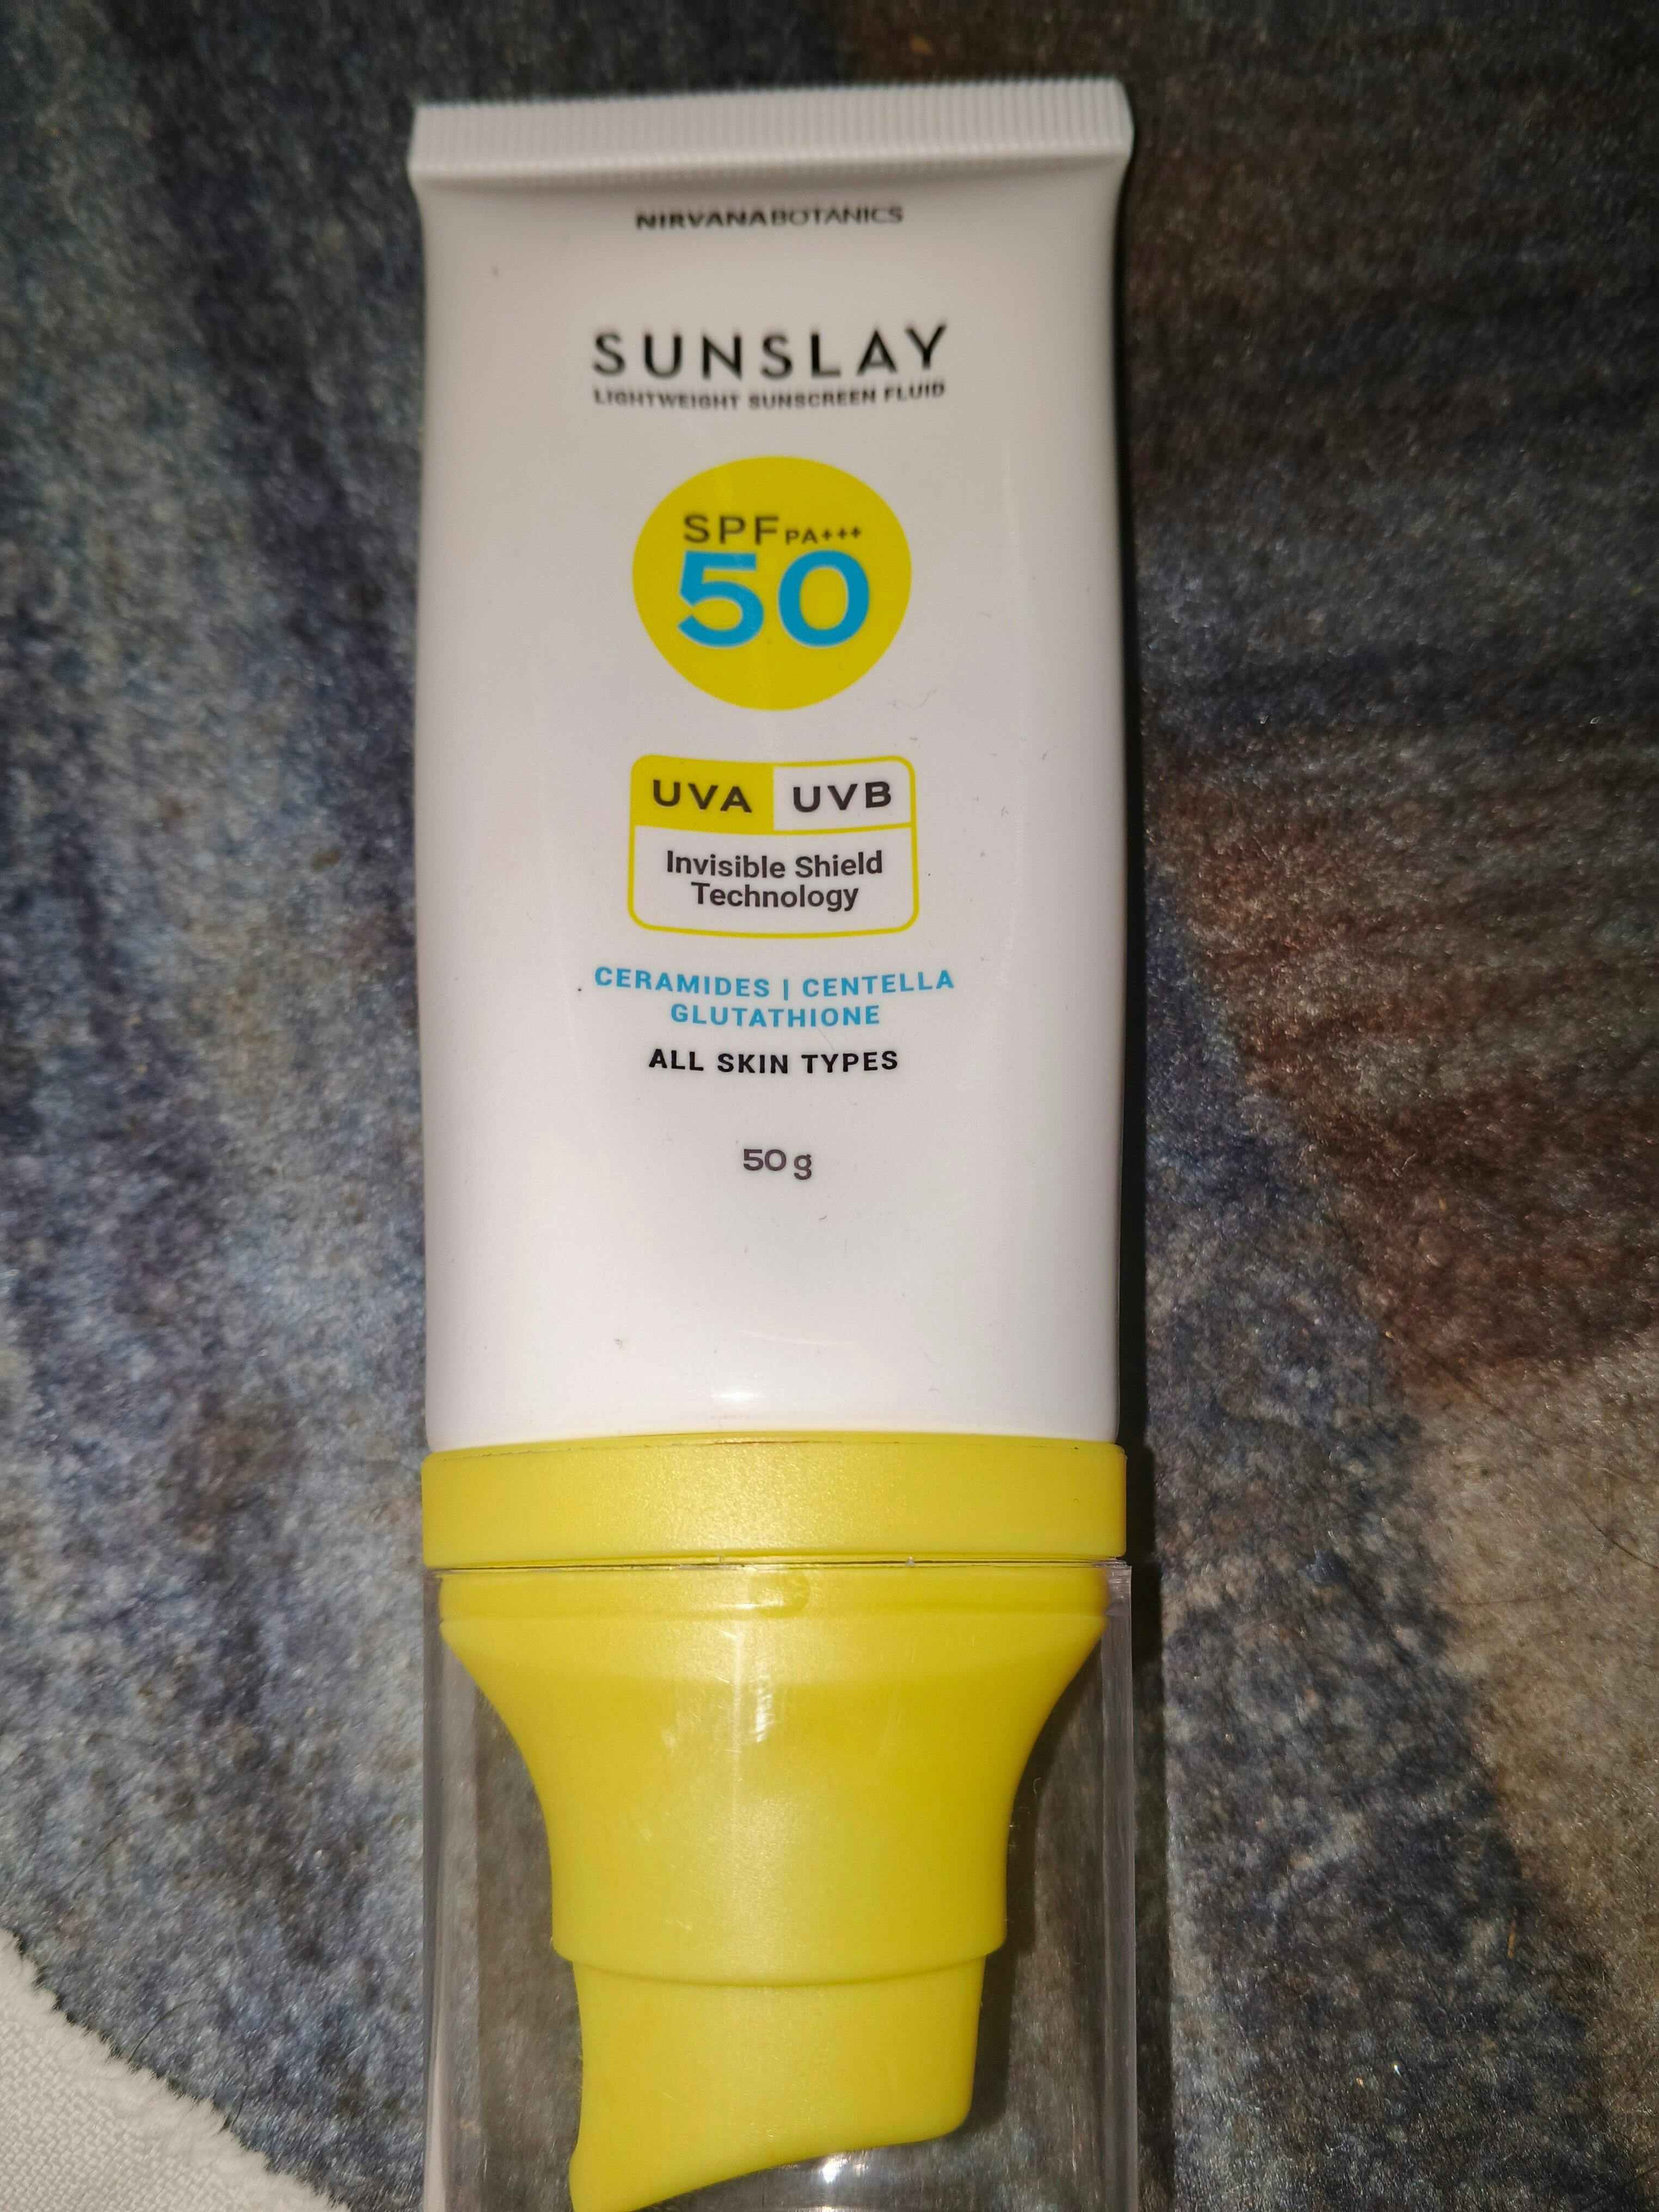 NIRVANABOTANICS
SUNSLAY
LIGHTWEIGHT SUNSCREEN FLUID
SPF PA+++
50
UVA UVB
Invisible Shield
Technology
CERAMIDES | CENTELLA
GLUTATHIONE
ALL SKIN TYPES
50 g